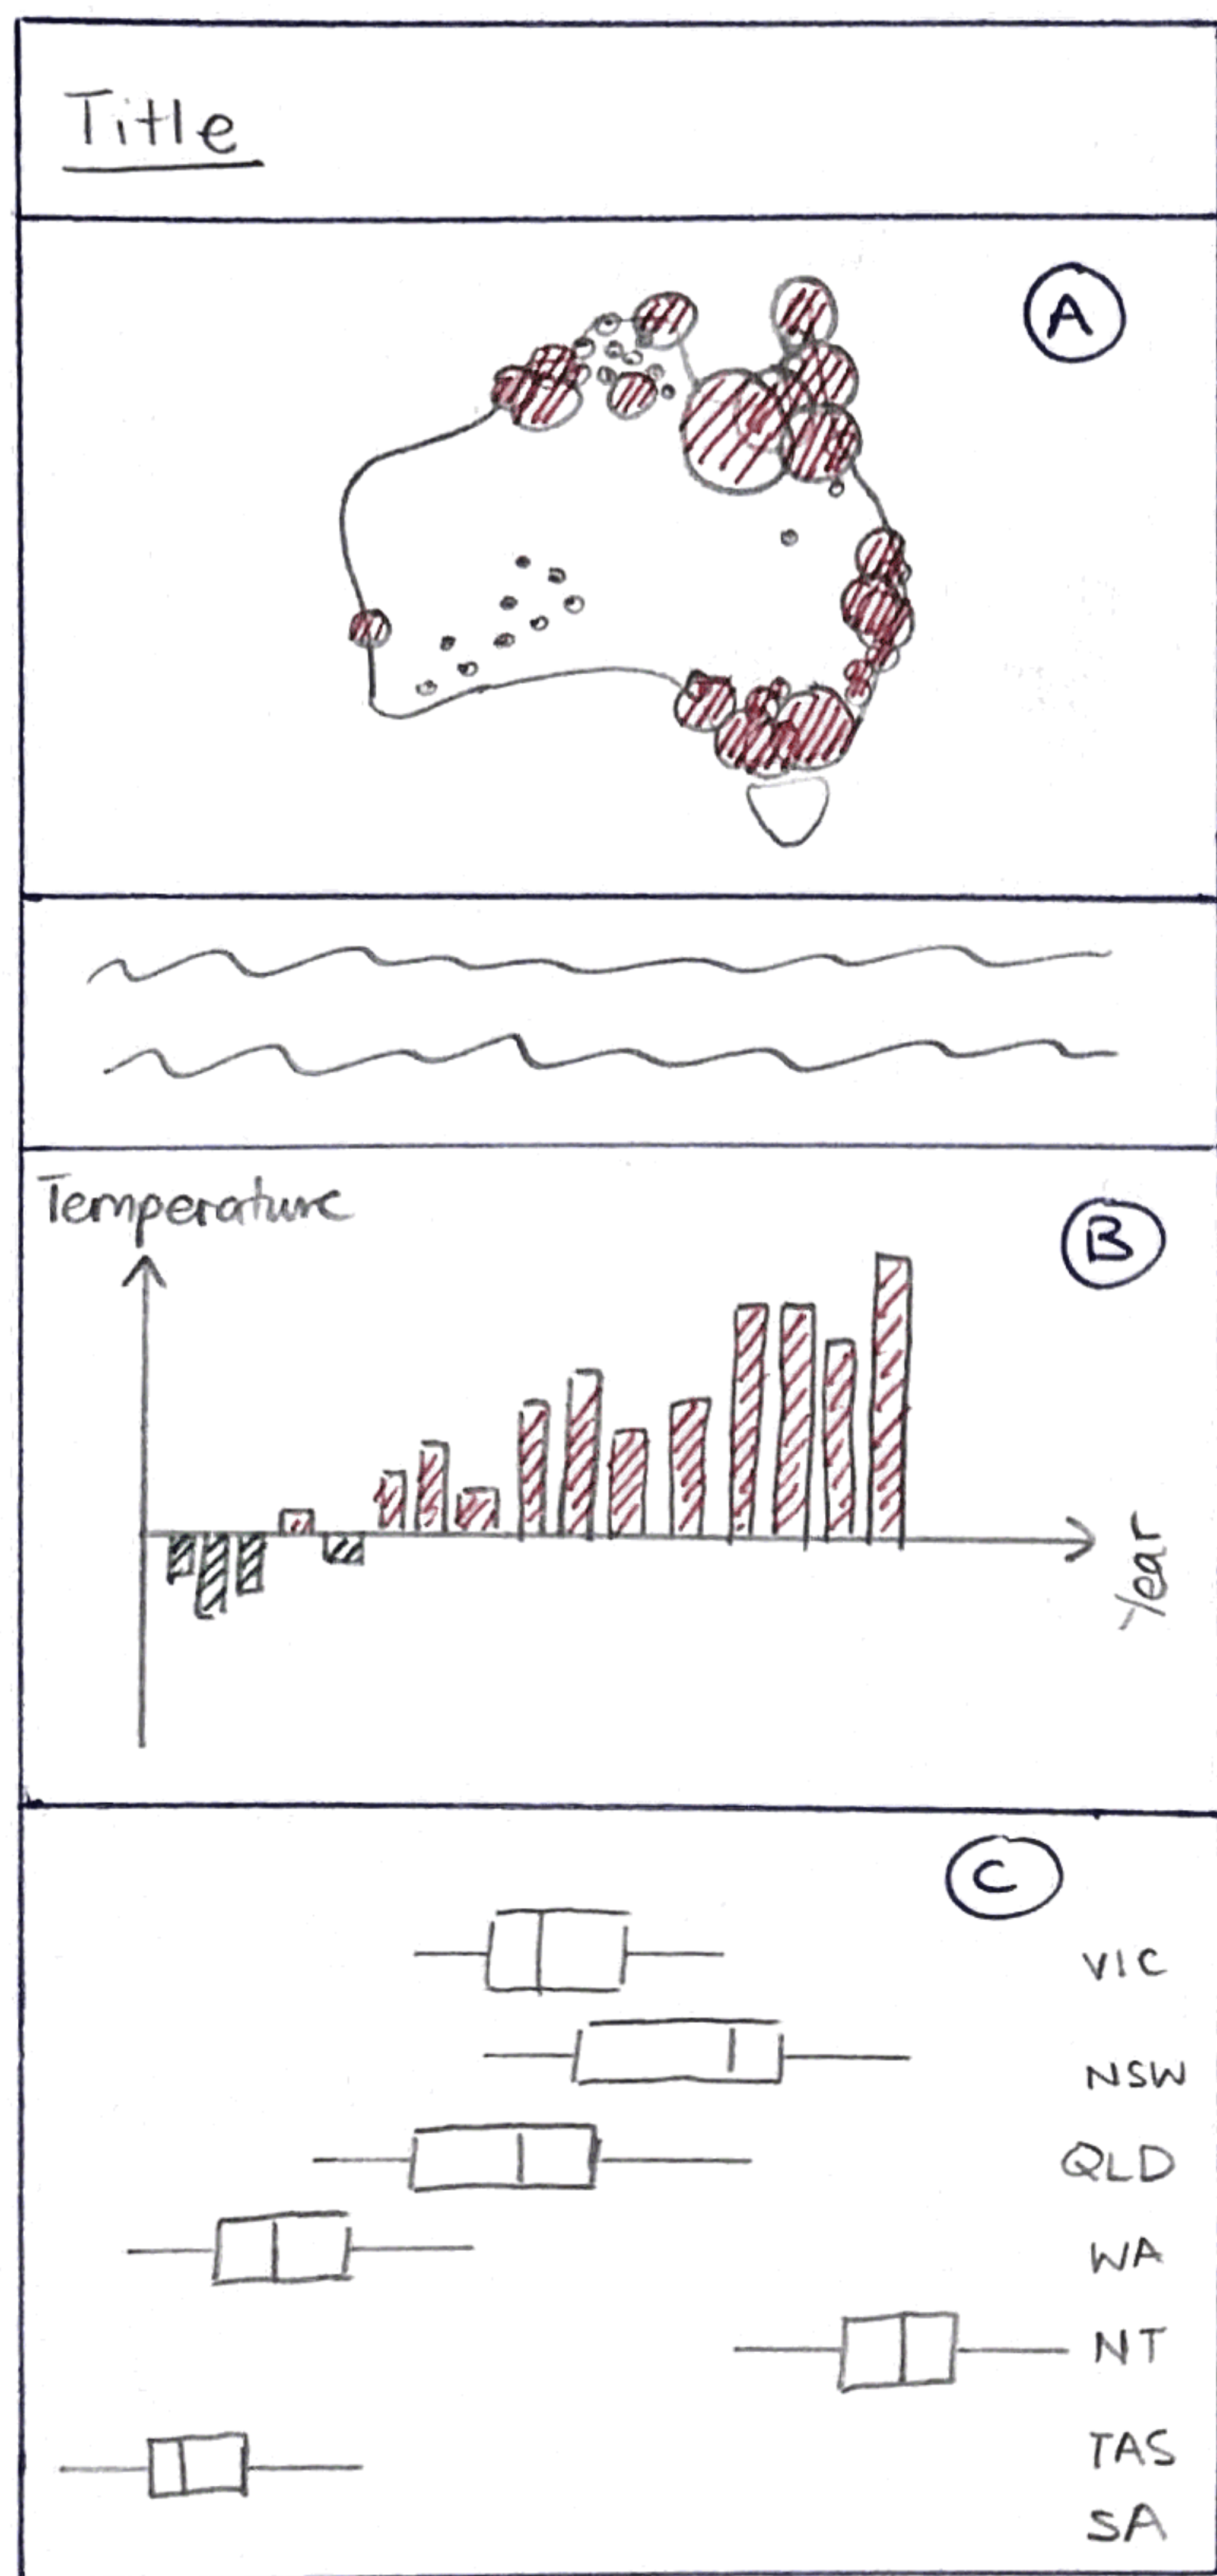 Title
A
Temperature
B
Year
C
VIC
NSW
QLD
WA
NT
TAS
SA